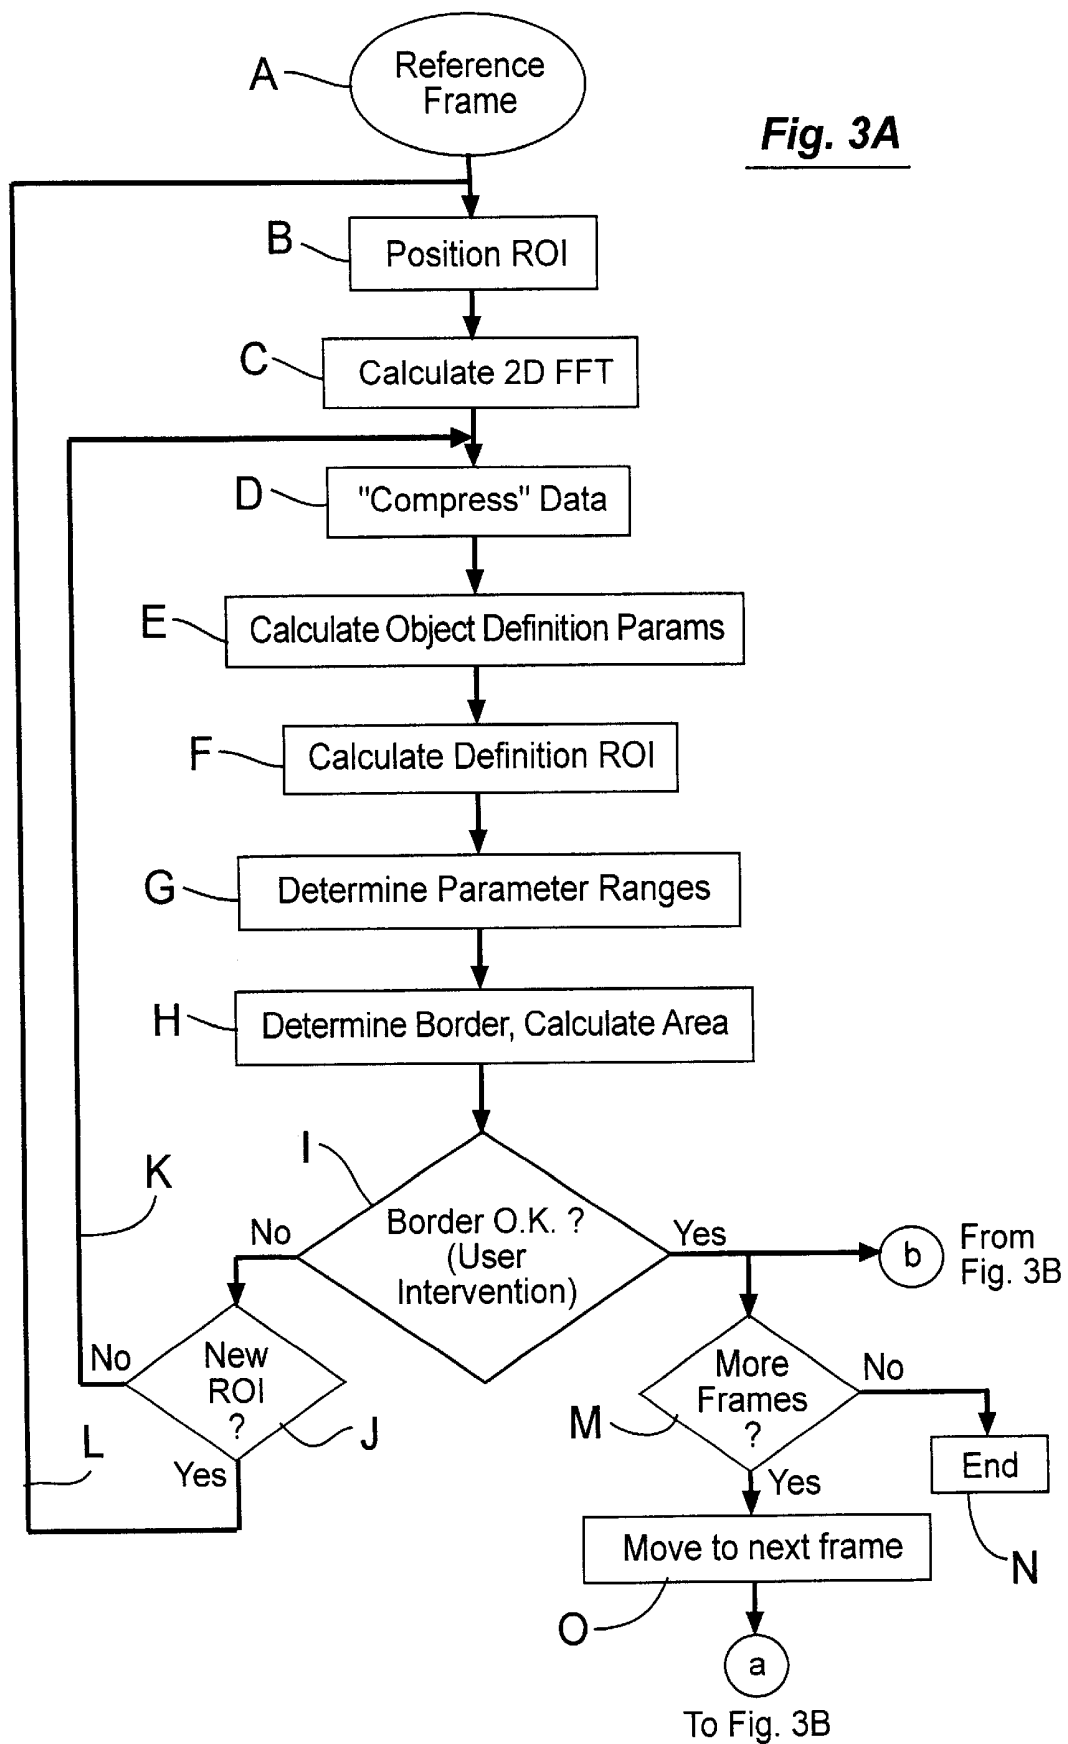 A
Reference
Frame
Fig. 3A
B
Position ROI
C
Calculate 2D FFT
D
"Compress" Data
E
Calculate Object Definition Params
F
Calculate Definition ROI
G
Determine Parameter Ranges
H
Determine Border, Calculate Area
I
K
Border O.K. ?
(User
Intervention)
No
Yes
b
From
Fig. 3B
New
ROI
?
No
J
L
Yes
More
Frames
?
No
M
End
Yes
N
Move to next frame
O
a
To Fig. 3B